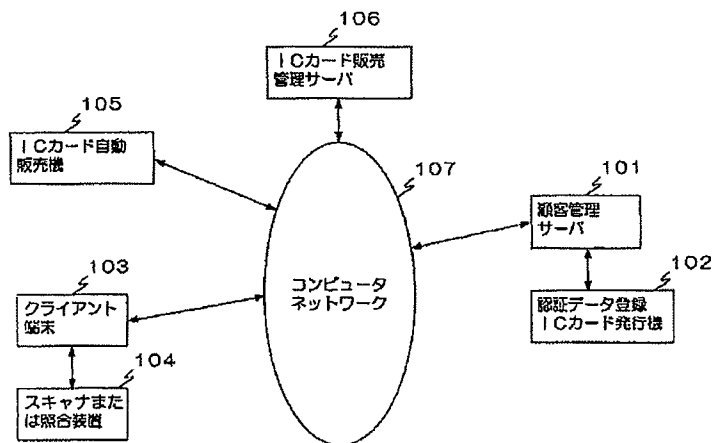 106
ICカード販売
管理サーバ
105
ICカード自動
販売機
107
101
顧客管理
サーバ
102
認証データ登録
ICカード発行機
コンピュータ
ネットワーク
103
クライアント
端末
104
スキャナまた
は照合装置